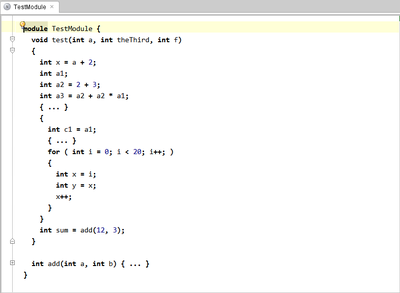 TestModule
module TestModule {
void test(int a, int theThird, int f)
{
int x = a + 2;
int a1;
int a2 = 2 + 3;
int a3 = a2 + a2 * a1;
{ ... }
{
int c1 = a1;
{ ... }
for ( int i = 0; i < 20; i++; )
{
int x = i;
int y = x;
x++;
}
}
int sum = add(12, 3);
}
int add(int a, int b) { ... }
}